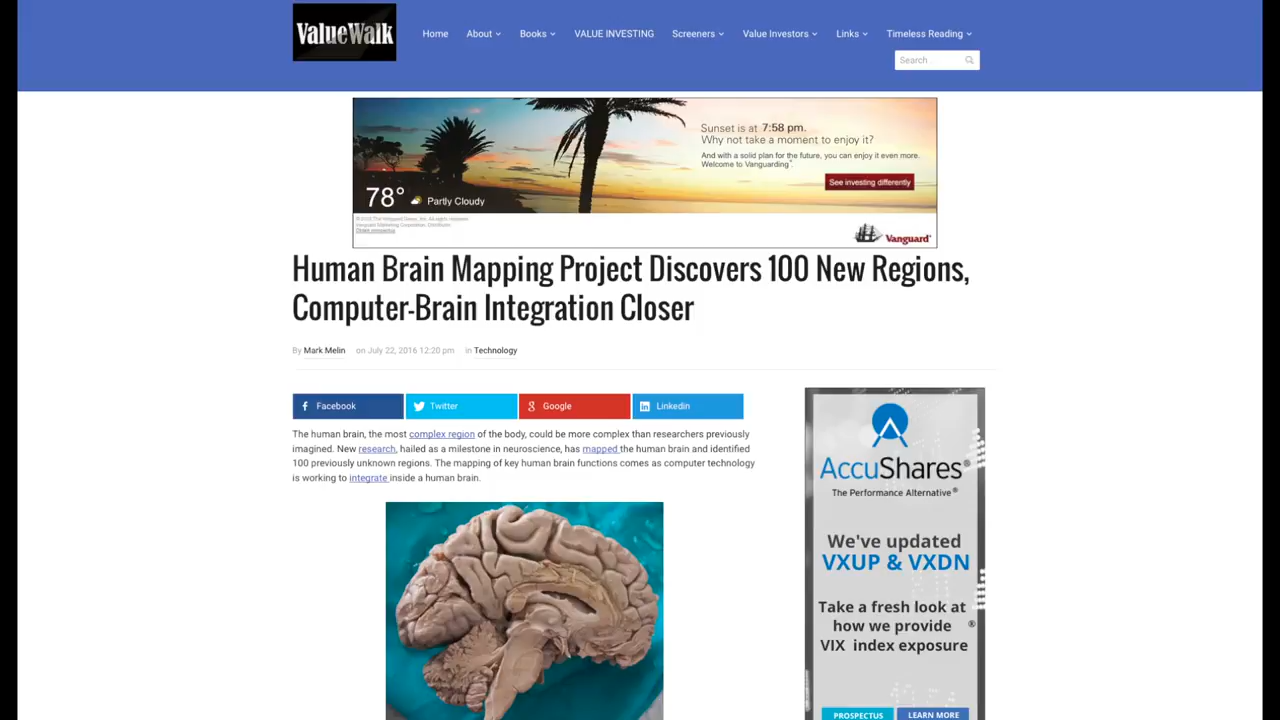 ValueWalk
Home About Books VALUE INVESTING Screeners Value Investors Links Timeless Reading
Search
Sunset is at 7:58 pm.
Why not take a moment to enjoy it?
And with a solid plan for the future, you can enjoy it even more.
Welcome to Vanguarding
See investing differently
78° Partly Cloudy
Vanguard
Human Brain Mapping Project Discovers 100 New Regions,
Computer-Brain Integration Closer
By Mark Melin on July 22, 2016 12:20 pm in Technology
Facebook Twitter Google Linkedin
The human brain, the most complex region of the body, could be more complex than researchers previously
imagined. New research, hailed as a milestone in neuroscience, has mapped the human brain and identified
100 previously unknown regions. The mapping of key human brain functions comes as computer technology
is working to integrate inside a human brain.
AccuShares®
The Performance Alternative®
We've updated
VXUP & VXDN
Take a fresh look at
how we provide ®
VIX index exposure
PROSPECTUS LEARN MORE